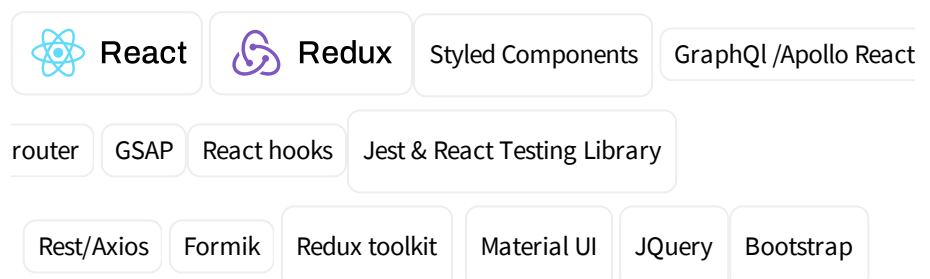 React Redux Styled Components GraphQl /Apollo React
router GSAP React hooks Jest & React Testing Library
Rest/Axios Formik Redux toolkit Material UI JQuery Bootstrap